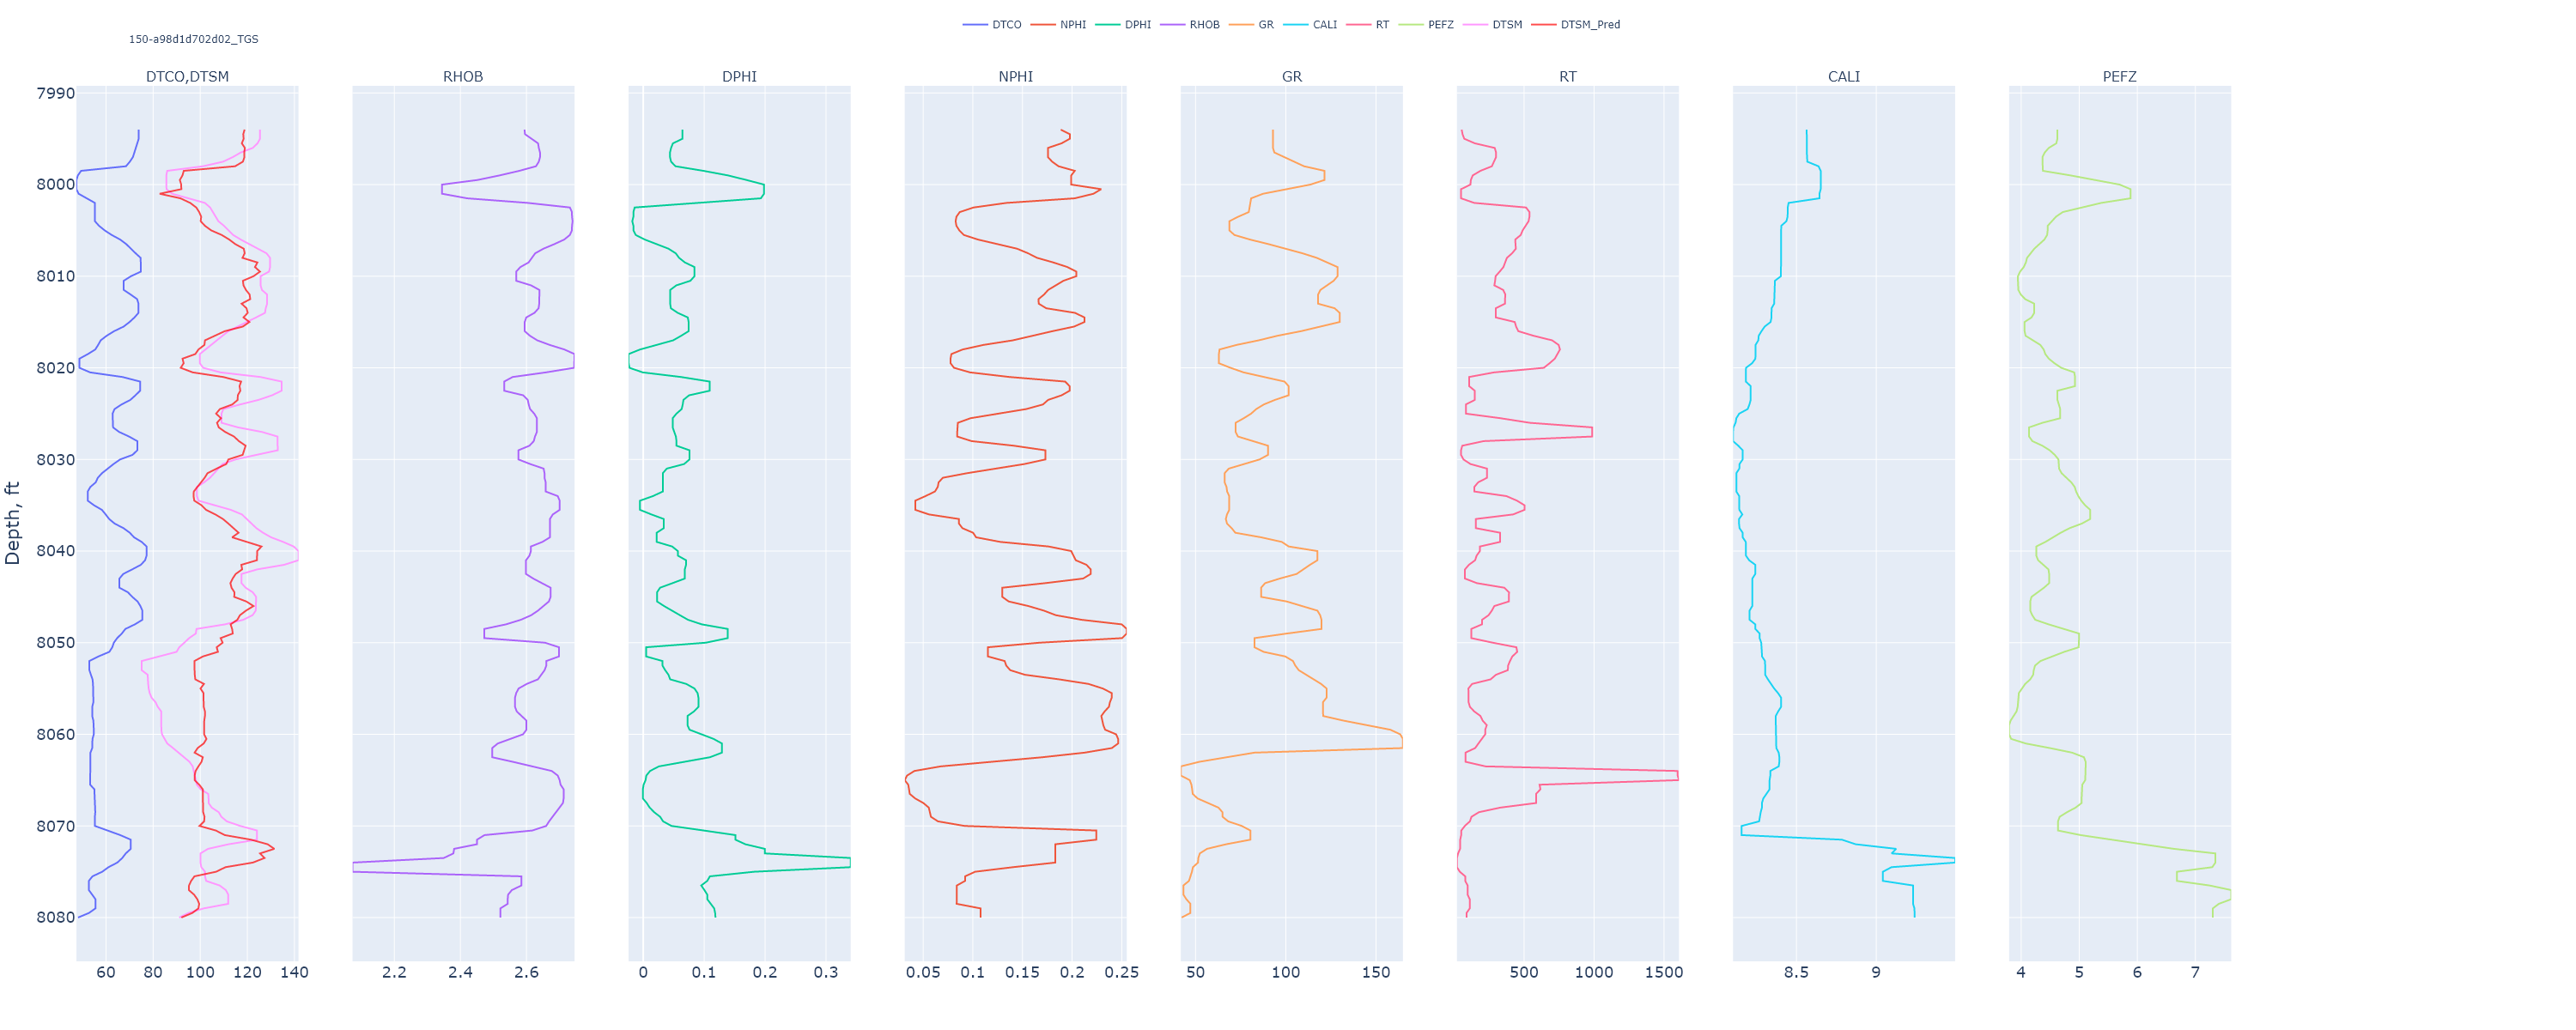 DTCO NPHI DPHI RHOB GR CALI RT PEFZ DTSM DTSM_Pred
150-a98d1d702d02_TGS
DTCO,DTSM RHOB DPHI NPHI GR RT CALI PEFZ
7990
8000
8010
8020
8030
Depth, ft
8040
8050
8060
8070
8080
60 80 100 120 140 2.2 2.4 2.6 0 0.1 0.2 0.3 0.05 0.1 0.15 0.2 0.25 50 100 150 500 1000 1500 8.5 9 4 5 6 7